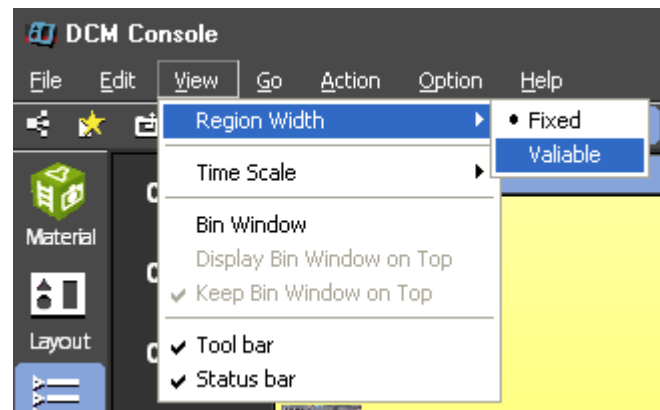 DCM Console
File Edit View Go Action Option Help
Region Width
Fixed
Valiable
Time Scale
Material
Bin Window
Display Bin Window on Top
Keep Bin Window on Top
Layout
Tool bar
Status bar